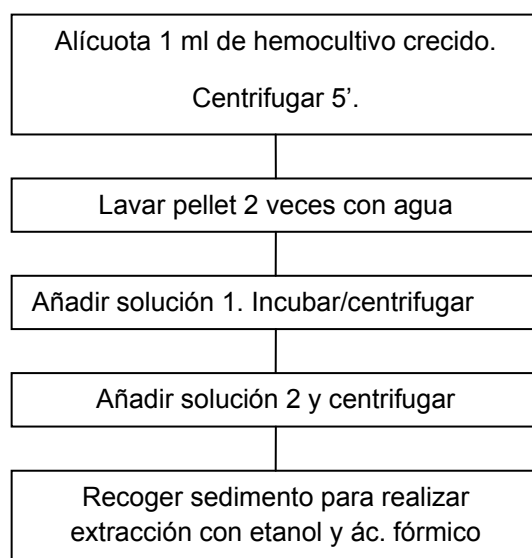 Alícuota 1 ml de hemocultivo crecido.
Centrifugar 5’.
Lavar pellet 2 veces con agua
Añadir solución 1. Incubar/centrifugar
Añadir solución 2 y centrifugar
Recoger sedimento para realizar
extracción con etanol y ác. fórmico